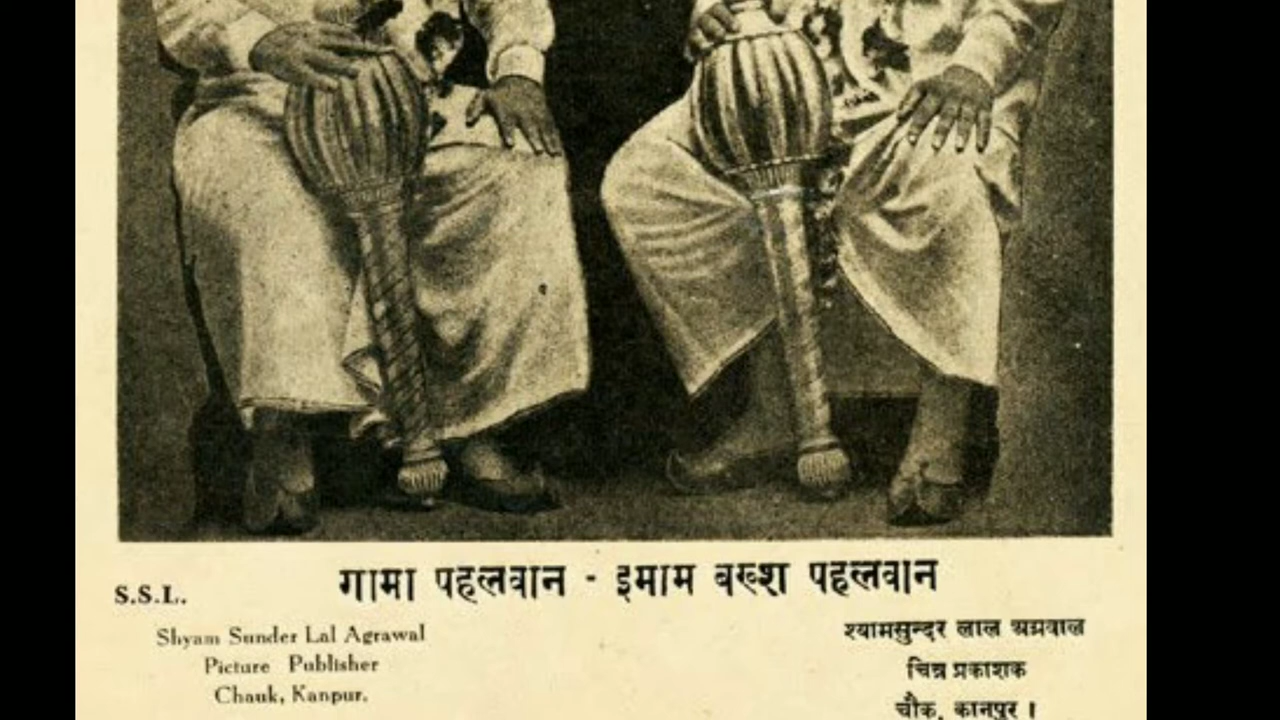 गामा पहलवान - इमाम बख्श पहलवान
S.S.L.
Shyam Sunder Lal Agrawal
Picture Publisher
Chauk, Kanpur.
श्यामसुन्दर लाल अग्रवाल
चित्र प्रकाशक
चौक, कानपुर ।